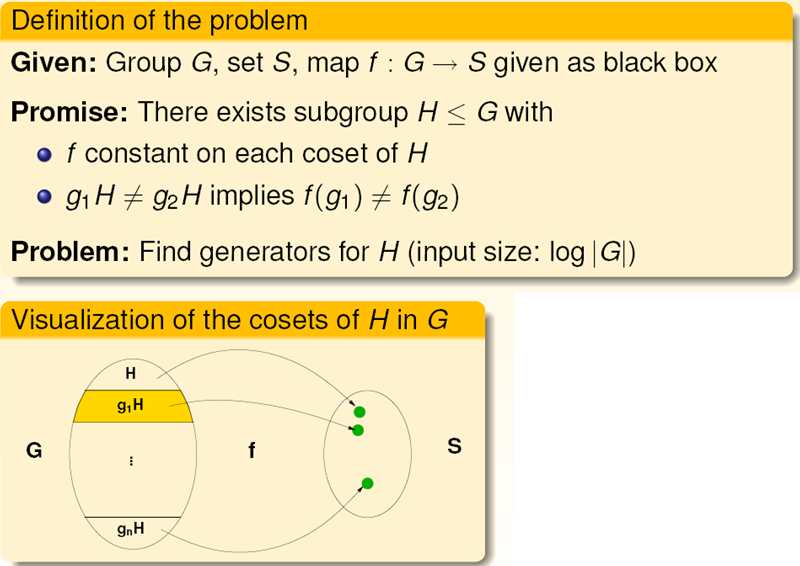 Definition of the problem
Given: Group G, set S, map f : G → S given as black box
Promise: There exists subgroup H ≤ G with
f constant on each coset of H
g₁H ≠ g₂H implies f(g₁) ≠ f(g₂)
Problem: Find generators for H (input size: log |G|)
Visualization of the cosets of H in G
H
g₁H
G
⋮
f
S
gₙH